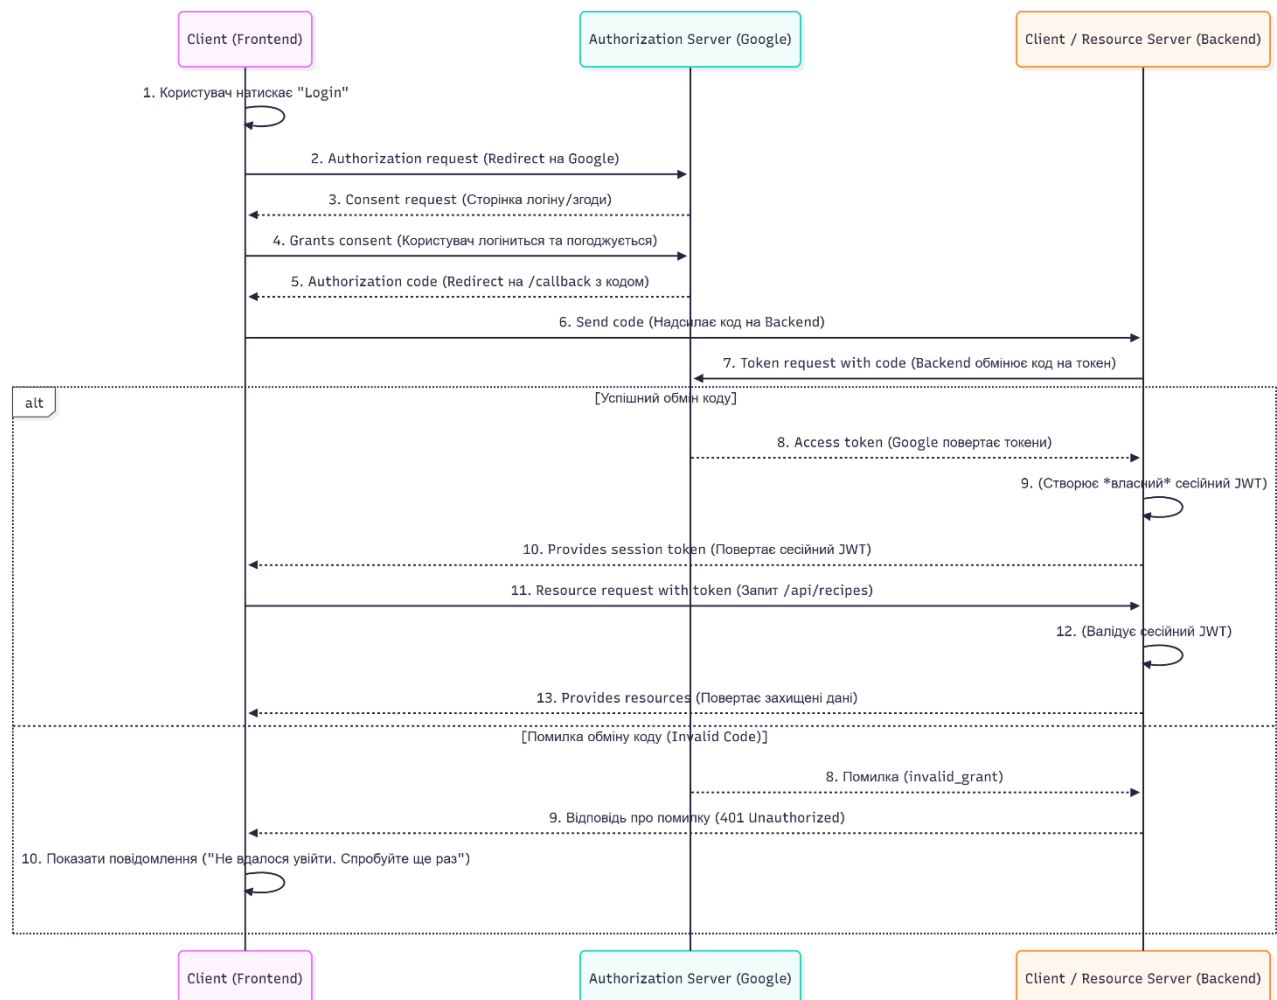 Client (Frontend)
Authorization Server (Google)
Client / Resource Server (Backend)
1. Користувач натискає "Login"
2. Authorization request (Redirect на Google)
3. Consent request (Сторінка логіну/згоди)
4. Grants consent (Користувач логіниться та погоджується)
5. Authorization code (Redirect на /callback з кодом)
6. Send code (Надсилає код на Backend)
7. Token request with code (Backend обмінює код на токен)
alt
[Успішний обмін коду]
8. Access token (Google повертає токени)
9. (Створює *власний* сесійний JWT)
10. Provides session token (Повертає сесійний JWT)
11. Resource request with token (Запит /api/recipes)
12. (Валідує сесійний JWT)
13. Provides resources (Повертає захищені дані)
[Помилка обміну коду (Invalid Code)]
8. Помилка (invalid_grant)
9. Відповідь про помилку (401 Unauthorized)
10. Показати повідомлення ("Не вдалося увійти. Спробуйте ще раз")
Client (Frontend)
Authorization Server (Google)
Client / Resource Server (Backend)